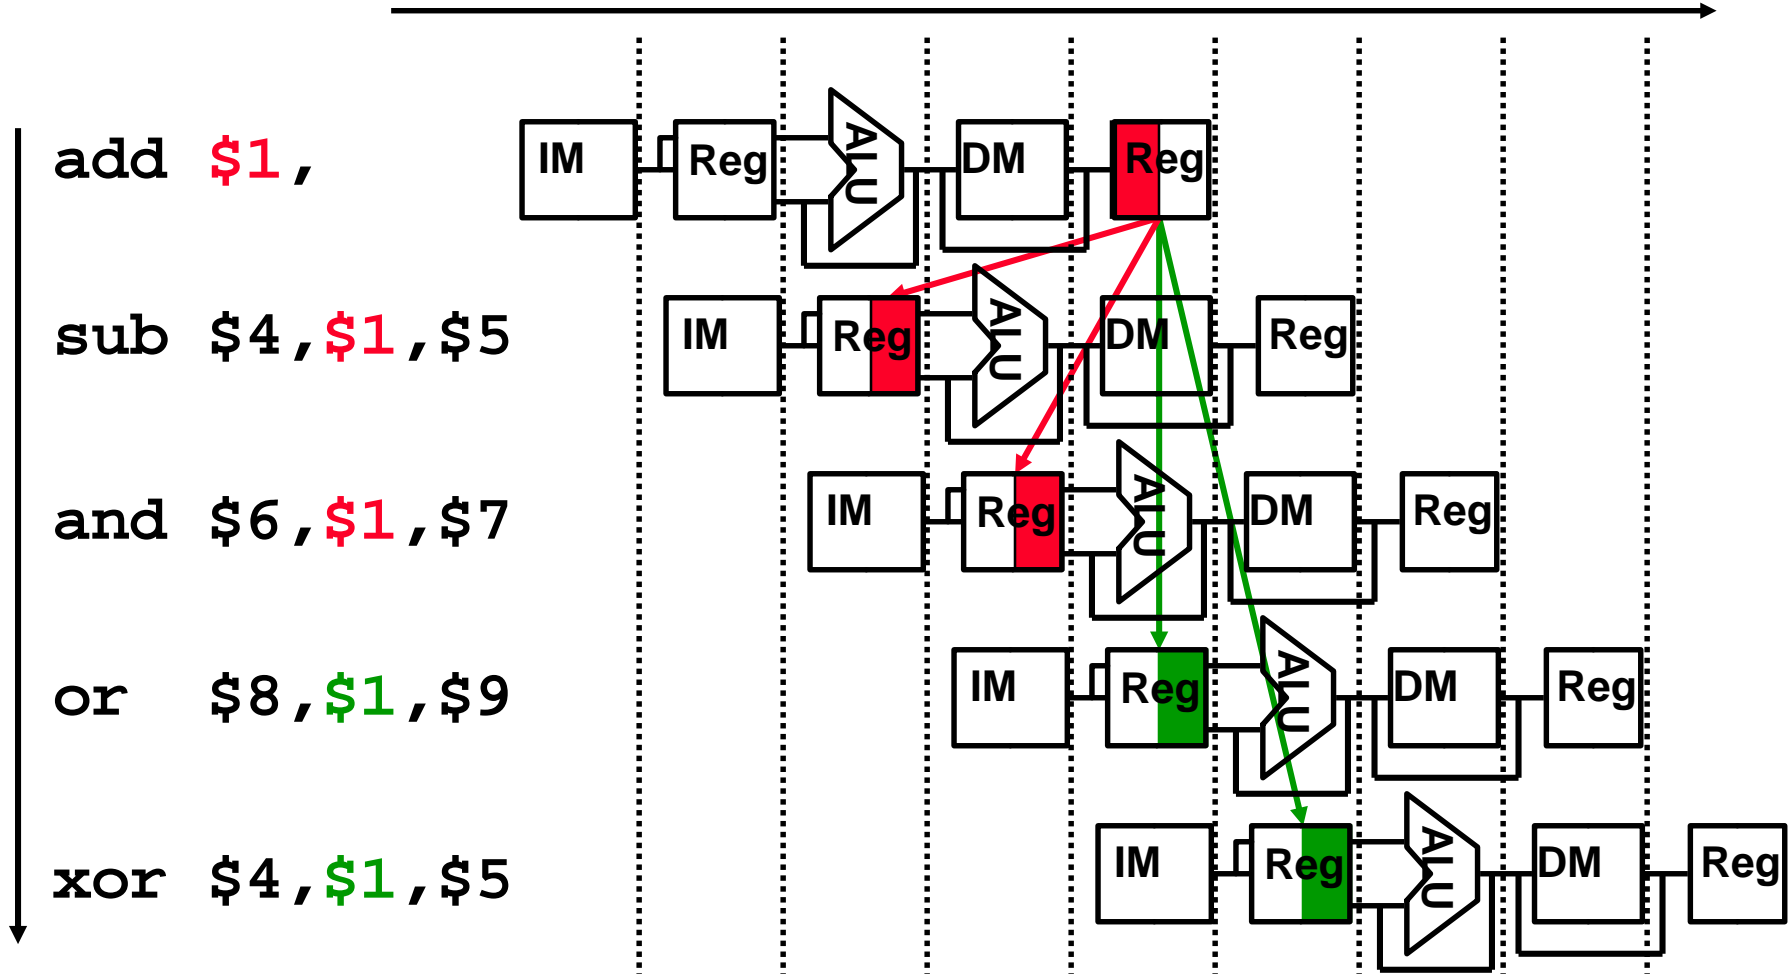 add $1, IM Reg ALU DM Reg
sub $4,$1,$5 IM Reg ALU DM Reg
and $6,$1,$7 IM Reg ALU DM Reg
or $8,$1,$9 IM Reg ALU DM Reg
xor $4,$1,$5 IM Reg ALU DM Reg